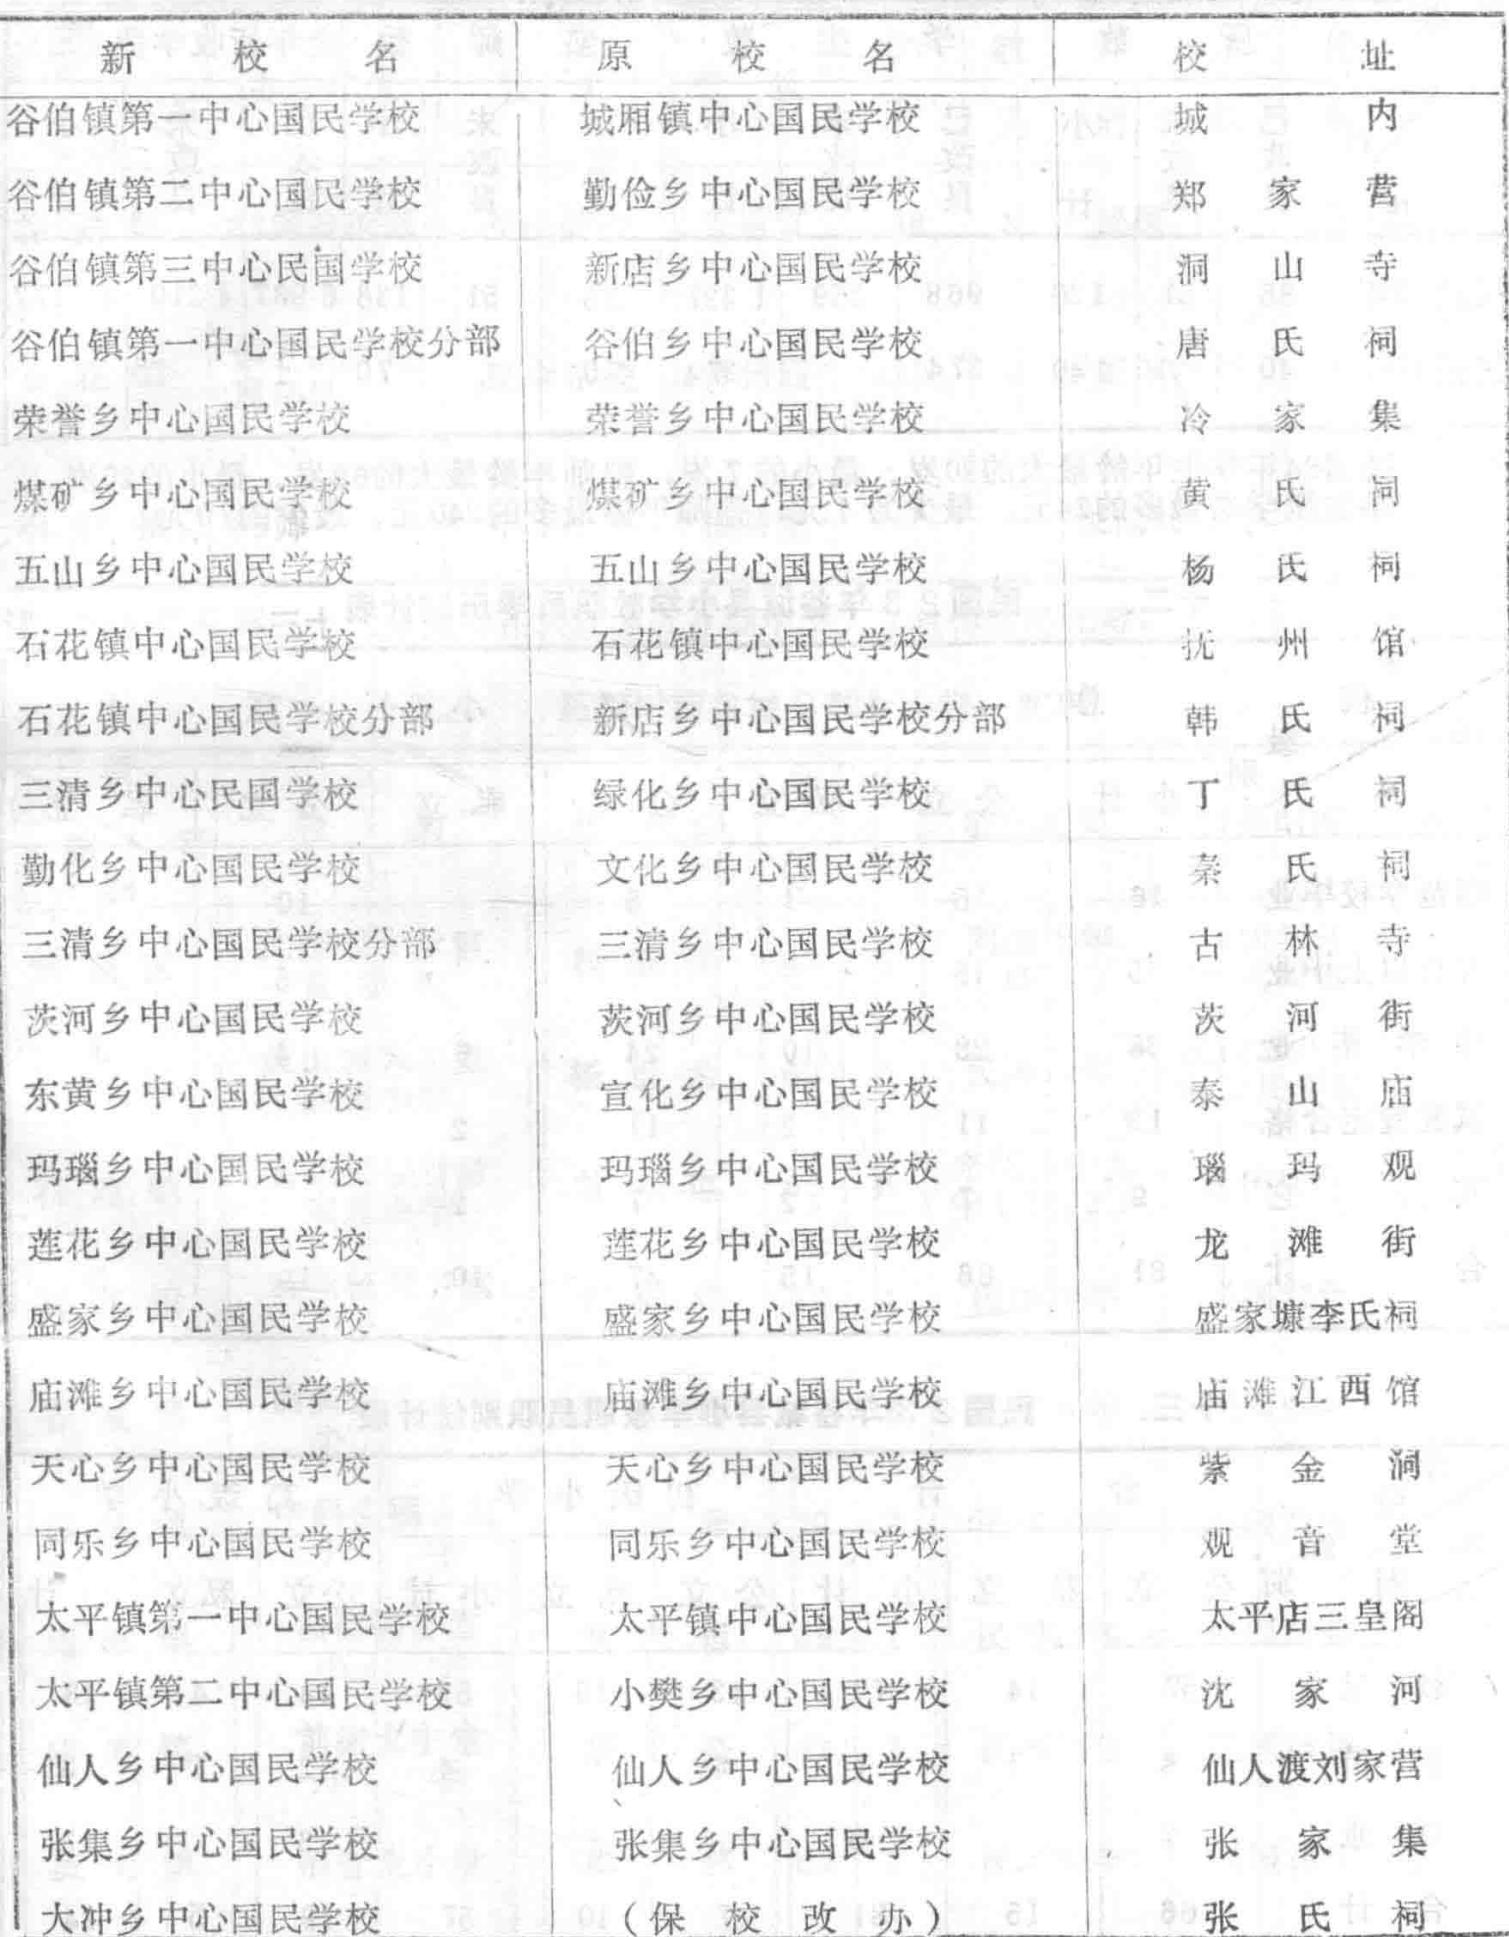 新校名 原校名 校址
谷伯镇第一中心国民学校 城厢镇中心国民学校 城内
谷伯镇第二中心国民学校 勤俭乡中心国民学校 郑家营
谷伯镇第三中心民国学校 新店乡中心国民学校 洞山寺
谷伯镇第一中心国民学校分部 谷伯乡中心国民学校 唐氏祠
荣誉乡中心国民学校 荣誉乡中心国民学校 冷家集
煤矿乡中心国民学校 煤矿乡中心国民学校 黄氏祠
五山乡中心国民学校 五山乡中心国民学校 杨氏祠
石花镇中心国民学校 石花镇中心国民学校 抚州馆
石花镇中心国民学校分部 新店乡中心国民学校分部 韩氏祠
三清乡中心民国学校 绿化乡中心国民学校 丁氏祠
勤化乡中心国民学校 文化乡中心国民学校 秦氏祠
三清乡中心国民学校分部 三清乡中心国民学校 古林寺
茨河乡中心国民学校 茨河乡中心国民学校 茨河街
东黄乡中心国民学校 宣化乡中心国民学校 泰山庙
玛瑙乡中心国民学校 玛瑙乡中心国民学校 瑙玛观
莲花乡中心国民学校 莲花乡中心国民学校 龙滩街
盛家乡中心国民学校 盛家乡中心国民学校 盛家㙩李氏祠
庙滩乡中心国民学校 庙滩乡中心国民学校 庙滩江西馆
天心乡中心国民学校 天心乡中心国民学校 紫金涧
同乐乡中心国民学校 同乐乡中心国民学校 观音堂
太平镇第一中心国民学校 太平镇中心国民学校 太平店三皇阁
太平镇第二中心国民学校 小樊乡中心国民学校 沈家河
仙人乡中心国民学校 仙人乡中心国民学校 仙人渡刘家营
张集乡中心国民学校 张集乡中心国民学校 张家集
大冲乡中心国民学校 （保校改办） 张氏祠